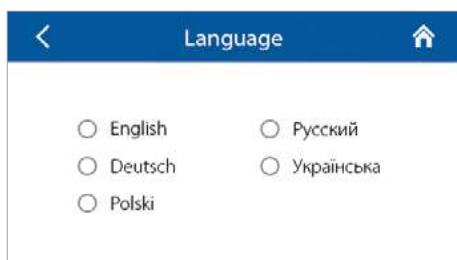 Language
English
Русский
Deutsch
Українська
Polski